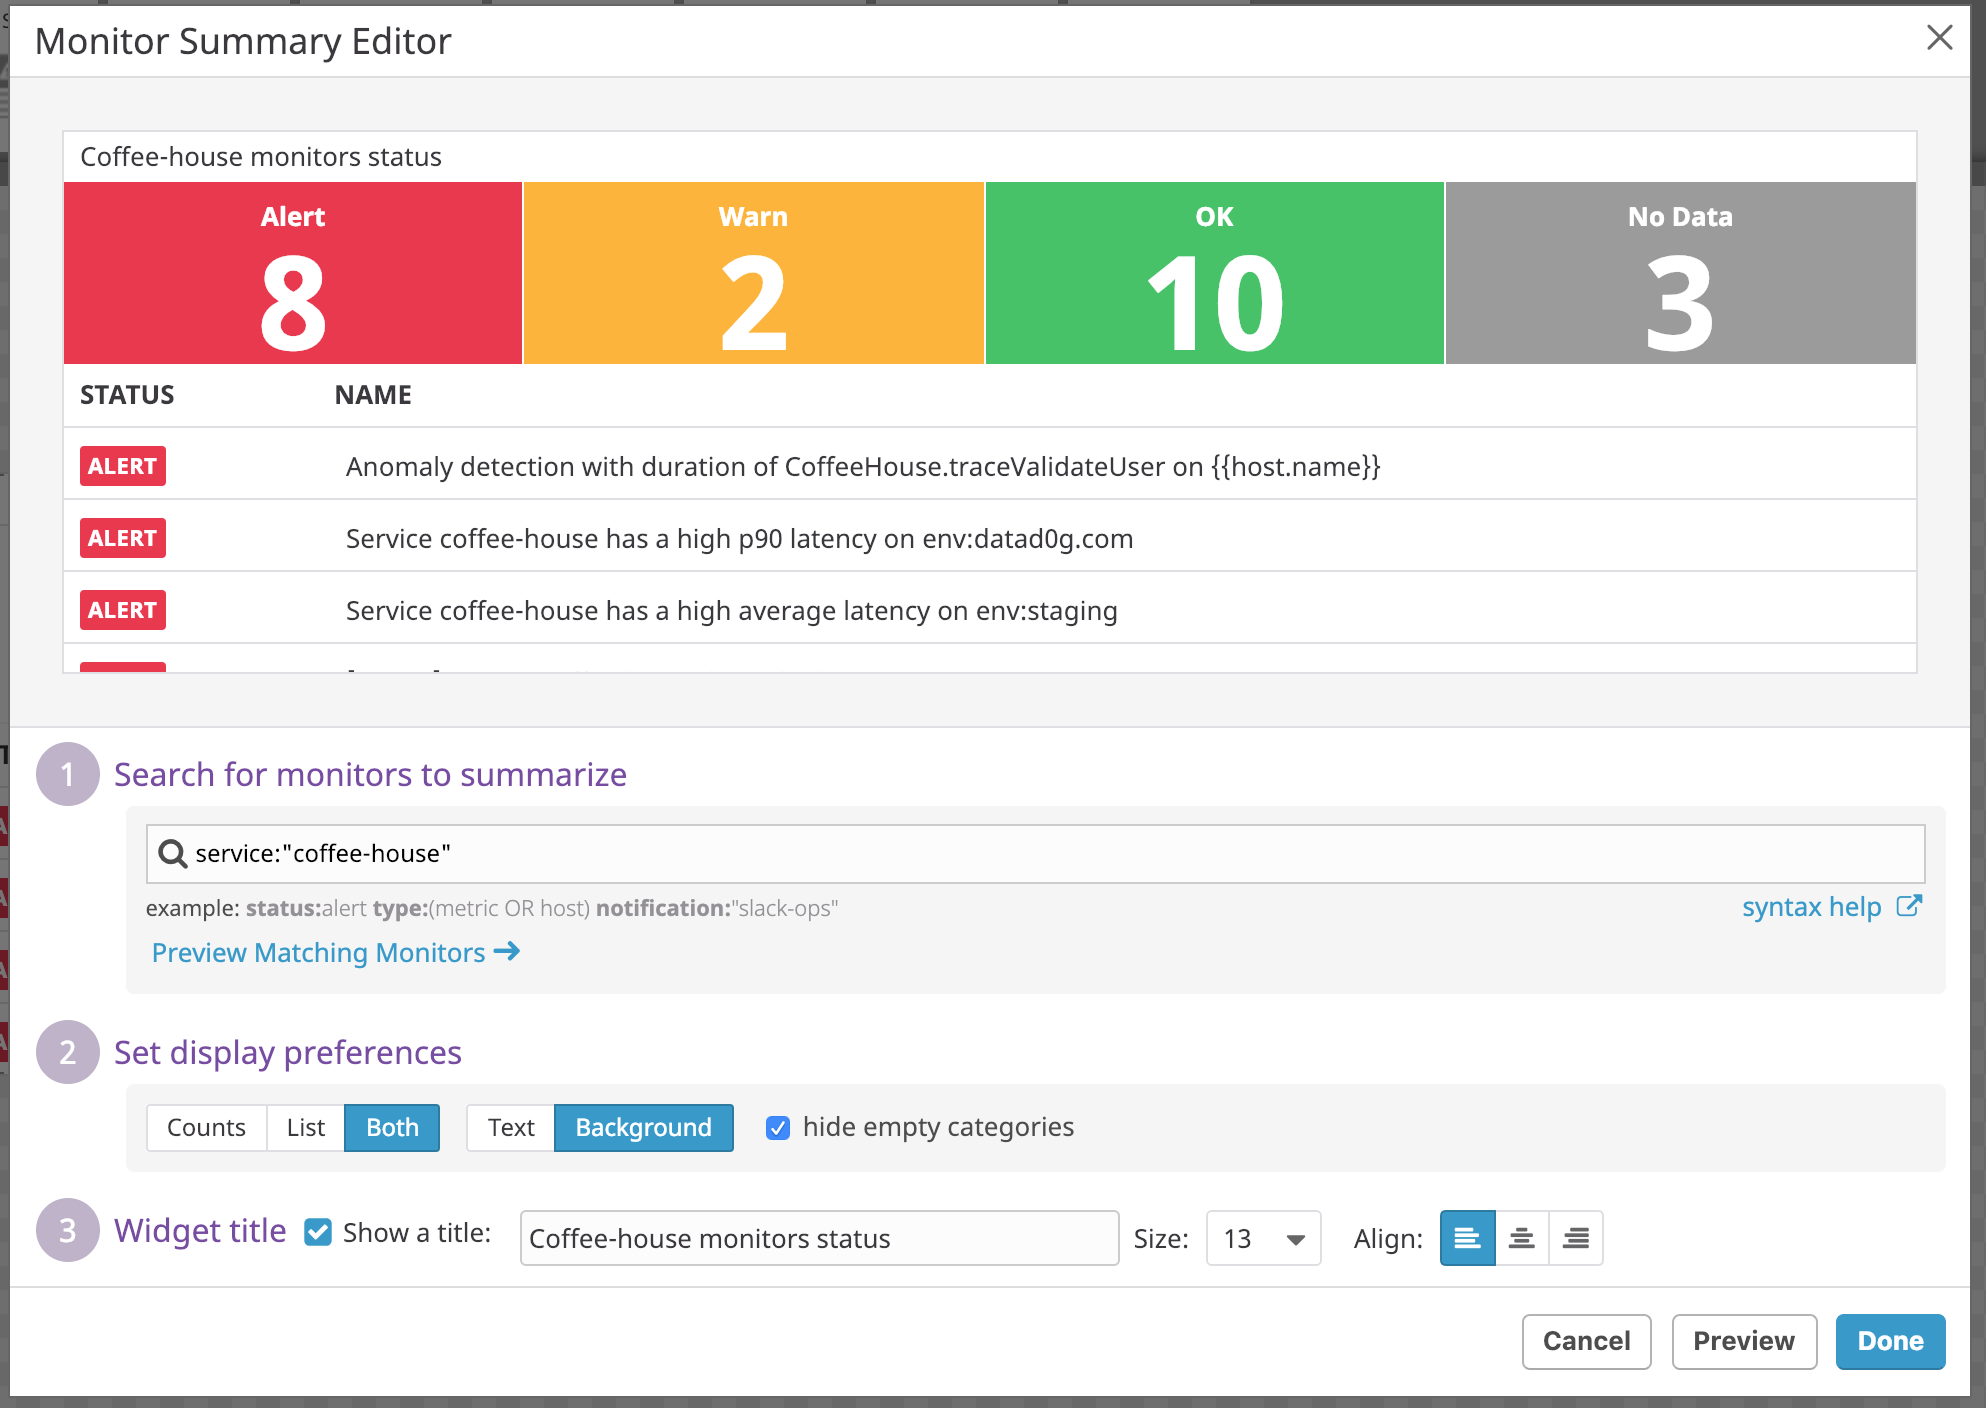 Monitor Summary Editor
Coffee-house monitors status
Alert Warn OK No Data
8 2 10 3
STATUS NAME
ALERT Anomaly detection with duration of CoffeeHouse.traceValidateUser on {{host.name}}
ALERT Service coffee-house has a high p90 latency on env:datad0g.com
ALERT Service coffee-house has a high average latency on env:staging
1 Search for monitors to summarize
service:"coffee-house"
example: status:alert type:(metric OR host) notification:"slack-ops" syntax help
Preview Matching Monitors
2 Set display preferences
Counts List Both Text Background hide empty categories
3 Widget title Show a title: Coffee-house monitors status Size: 13 Align:
Cancel Preview Done